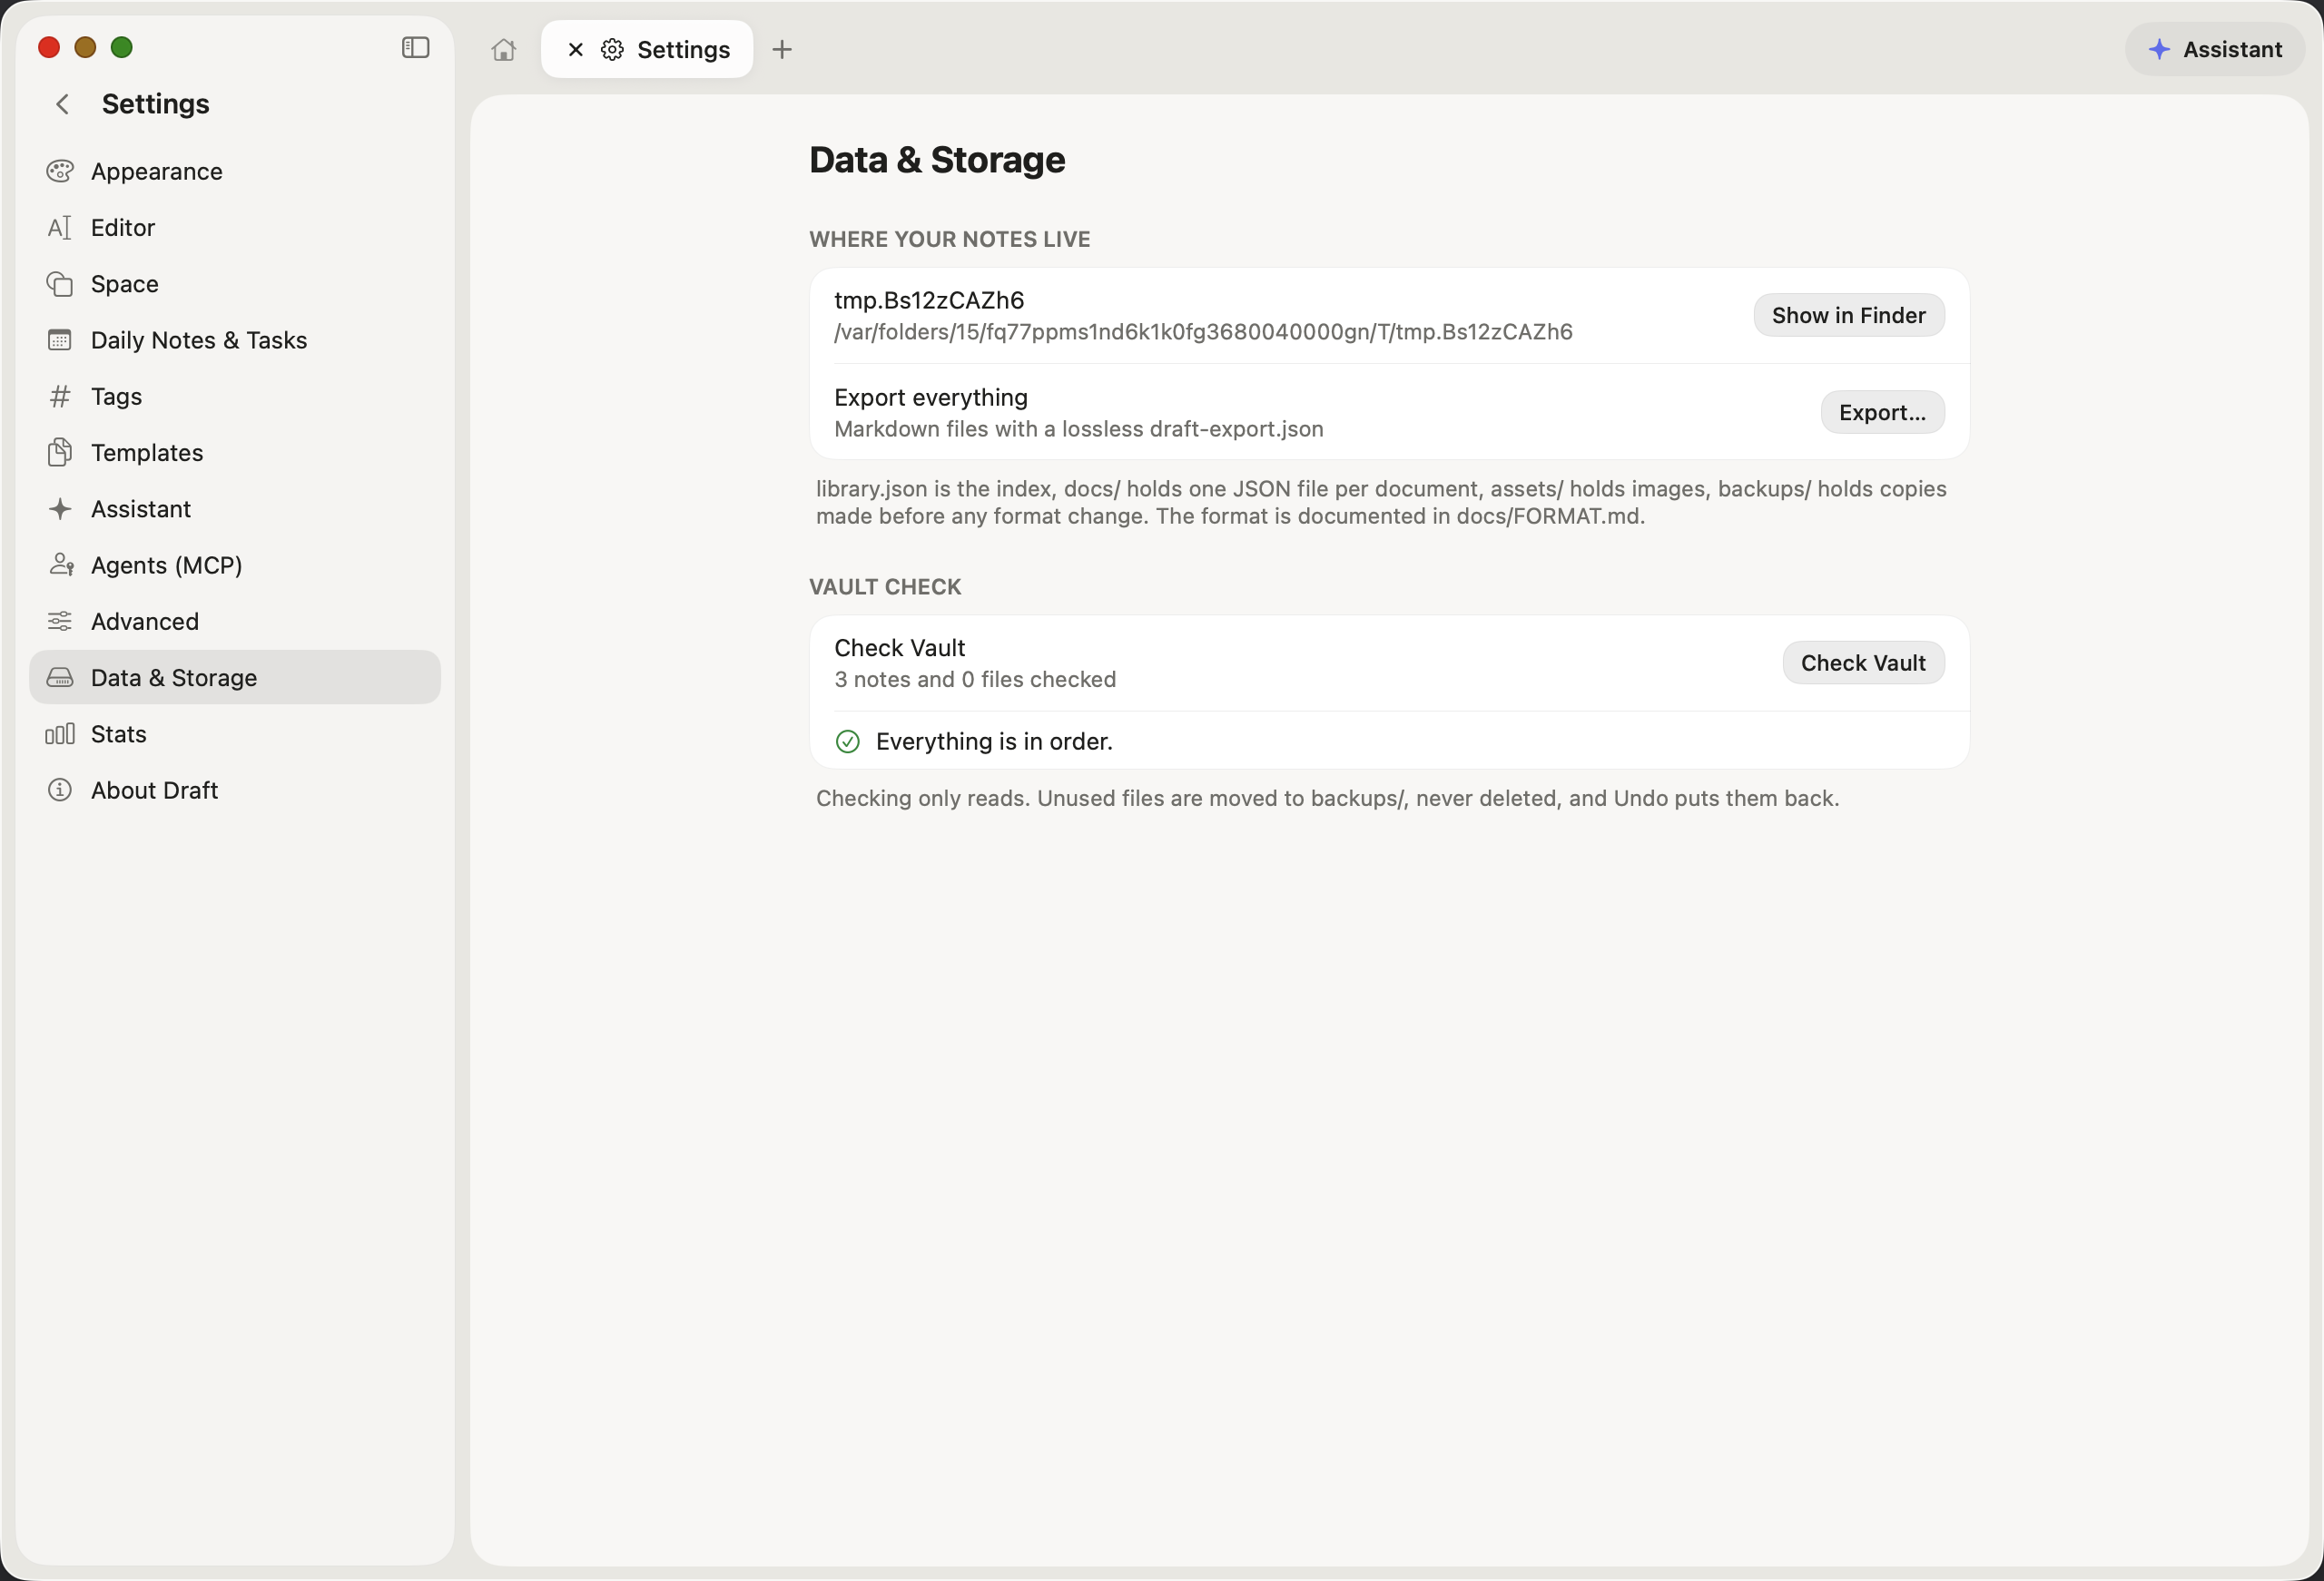 Settings
Assistant
Settings
Appearance
Editor
Space
Daily Notes & Tasks
Tags
Templates
Assistant
Agents (MCP)
Advanced
Data & Storage
Stats
About Draft
Data & Storage
WHERE YOUR NOTES LIVE
tmp.Bs12zCAZh6
/var/folders/15/fq77ppms1nd6k1k0fg3680040000gn/T/tmp.Bs12zCAZh6
Show in Finder
Export everything
Markdown files with a lossless draft-export.json
Export...
library.json is the index, docs/ holds one JSON file per document, assets/ holds images, backups/ holds copies
made before any format change. The format is documented in docs/FORMAT.md.
VAULT CHECK
Check Vault
3 notes and 0 files checked
Check Vault
Everything is in order.
Checking only reads. Unused files are moved to backups/, never deleted, and Undo puts them back.